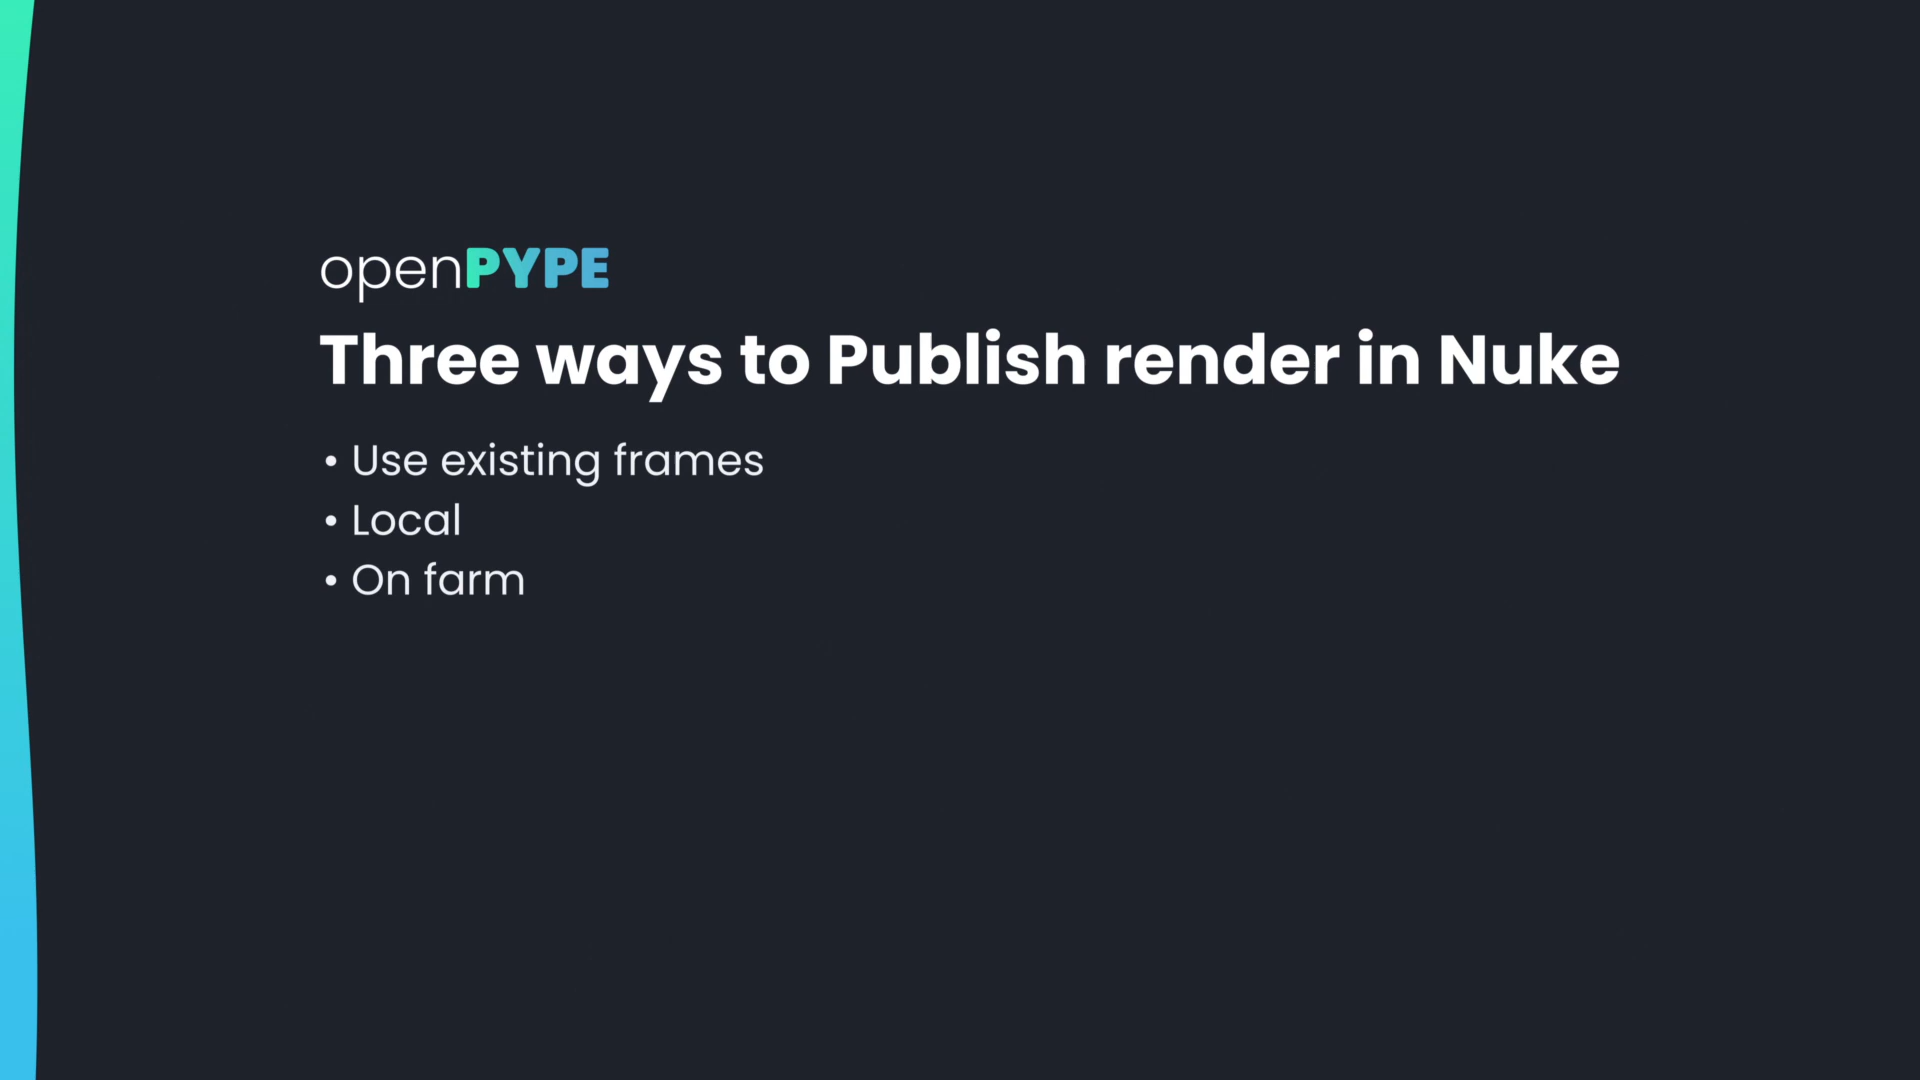 openPYPE
Three ways to Publish render in Nuke
• Use existing frames
• Local
• On farm